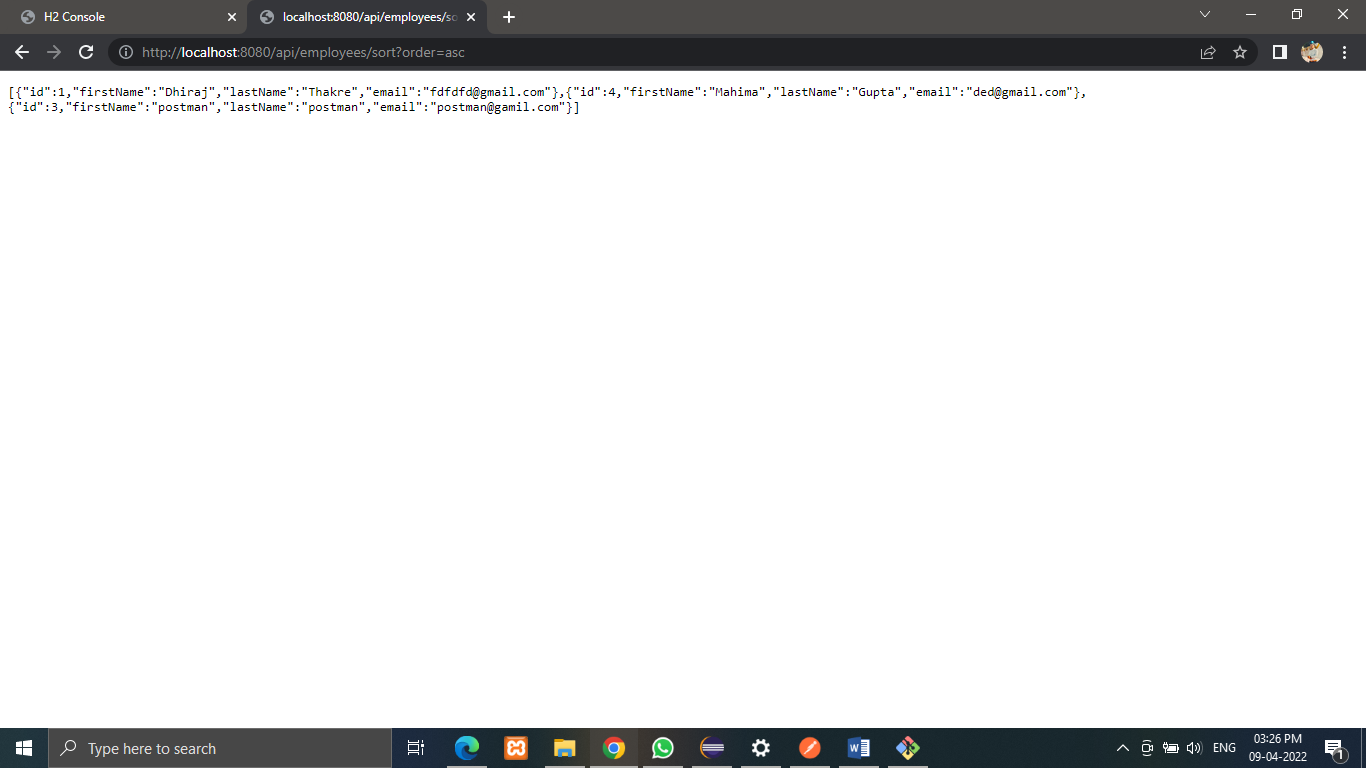 H2 Console
localhost:8080/api/employees/so
http://localhost:8080/api/employees/sort?order=asc
[{"id":1,"firstName":"Dhiraj","lastName":"Thakre","email":"fdfdfd@gmail.com"},{"id":4,"firstName":"Mahima","lastName":"Gupta","email":"ded@gmail.com"},
{"id":3,"firstName":"postman","lastName":"postman","email":"postman@gamil.com"}]
Type here to search
ENG
03:26 PM
09-04-2022
1